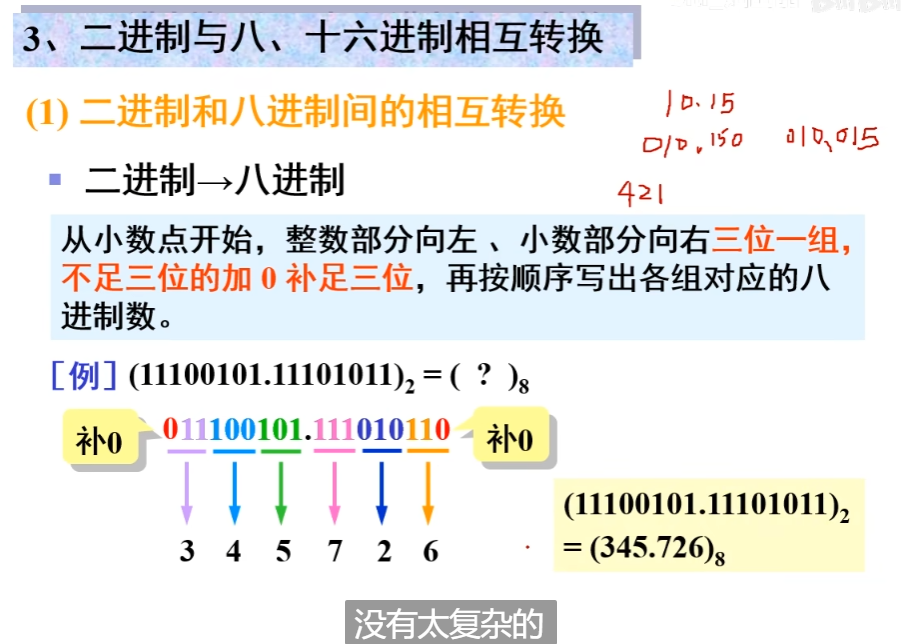 3、二进制与八、十六进制相互转换
(1) 二进制和八进制间的相互转换
10.15
010.150 010.015
二进制→八进制
421
从小数点开始，整数部分向左 、小数部分向右三位一组，
不足三位的加 0 补足三位，再按顺序写出各组对应的八
进制数。
［例］(11100101.11101011)₂ = ( ? )₈
补0 011100101.111010110 补0
3 4 5 7 2 6
(11100101.11101011)₂
= (345.726)₈
没有太复杂的